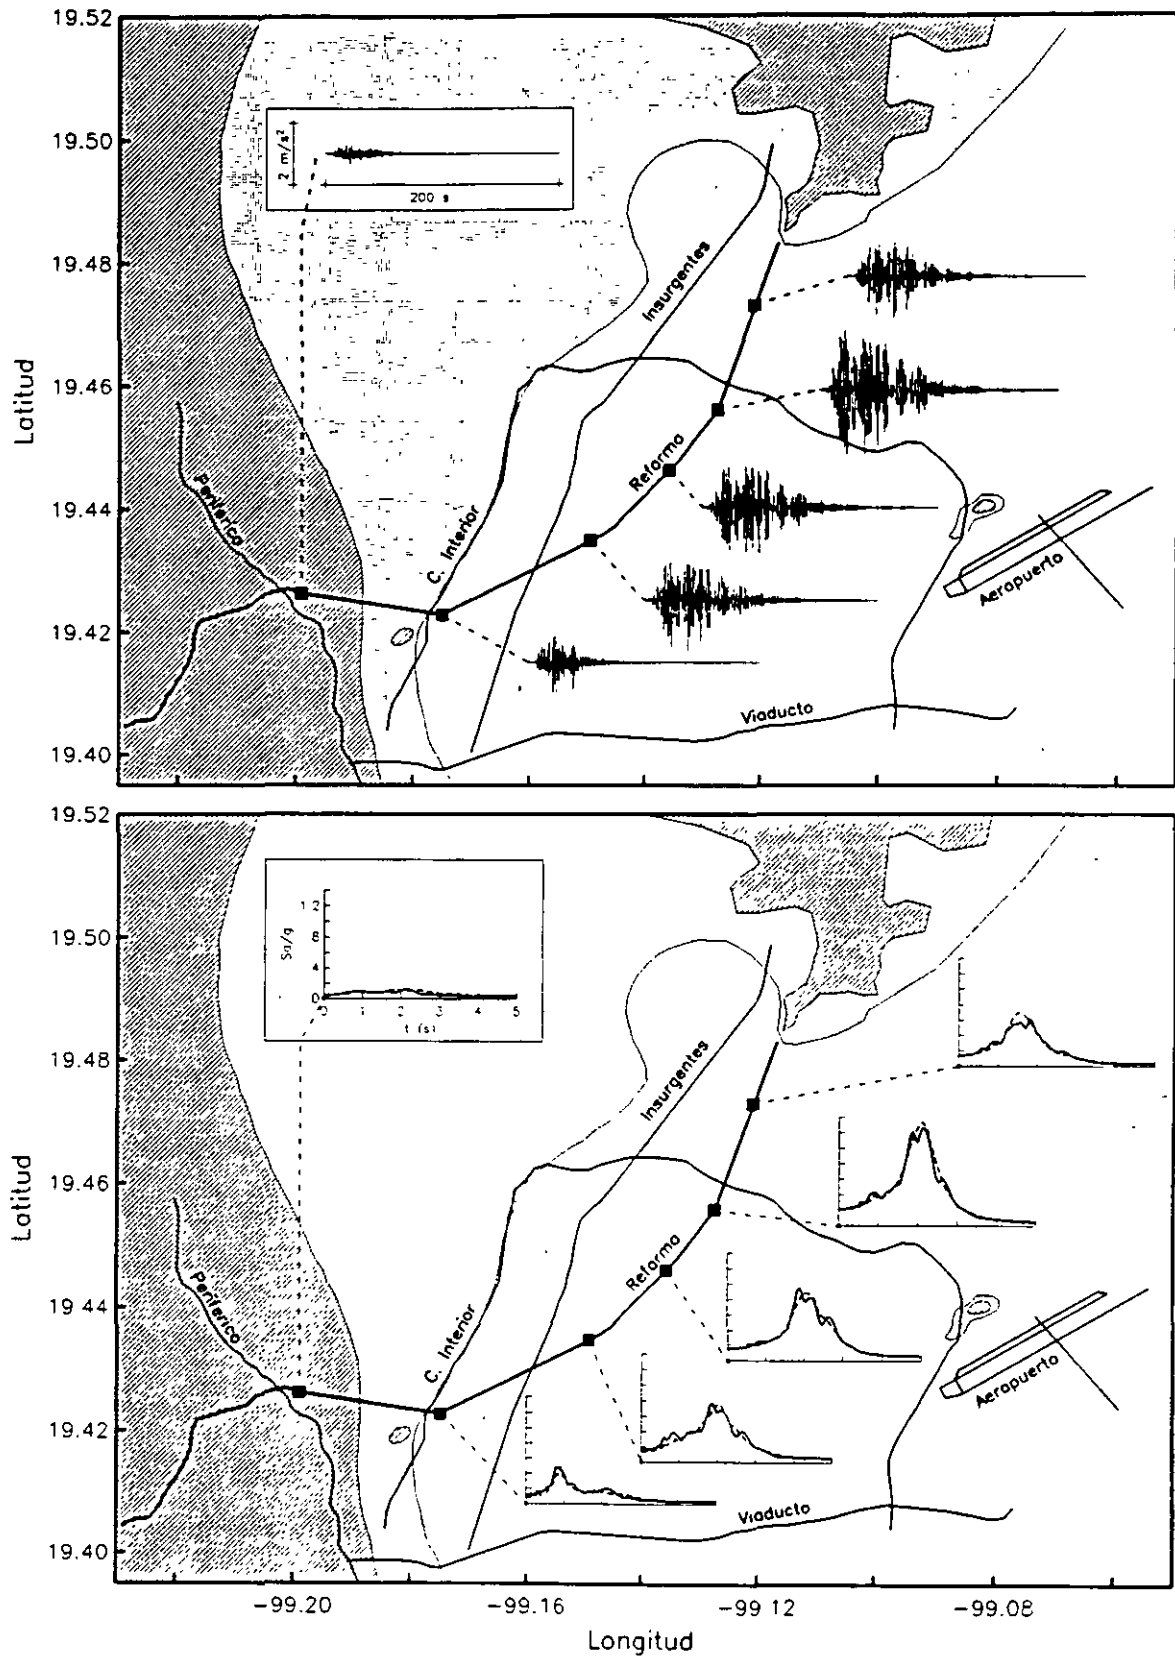 19.52
19.50
19.48
19.46
19.44
19.42
19.40
Latitud
2 m/s²
200 s
Insurgentes
Reforma
Periferico
C. Interior
Aeropuerto
Viaducto
19.52
19.50
19.48
19.46
19.44
19.42
19.40
Latitud
Sa/g
1 2
8
4
0
0 1 2 3 4 5
t (s)
Insurgentes
Reforma
Periferico
C. Interior
Aeropuerto
Viaducto
-99.20 -99.16 -99 12 -99.08
Longitud